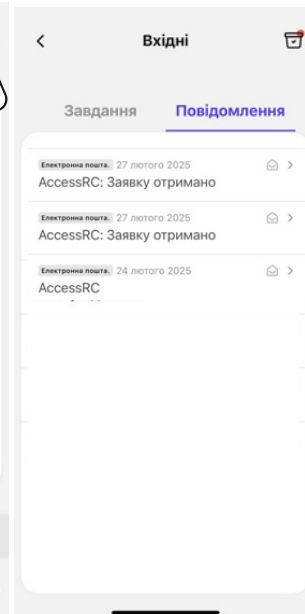 Вхідні
Завдання Повідомлення
Електронна пошта. 27 лютого 2025
AccessRC: Заявку отримано
Електронна пошта. 27 лютого 2025
AccessRC: Заявку отримано
Електронна пошта. 24 лютого 2025
AccessRC